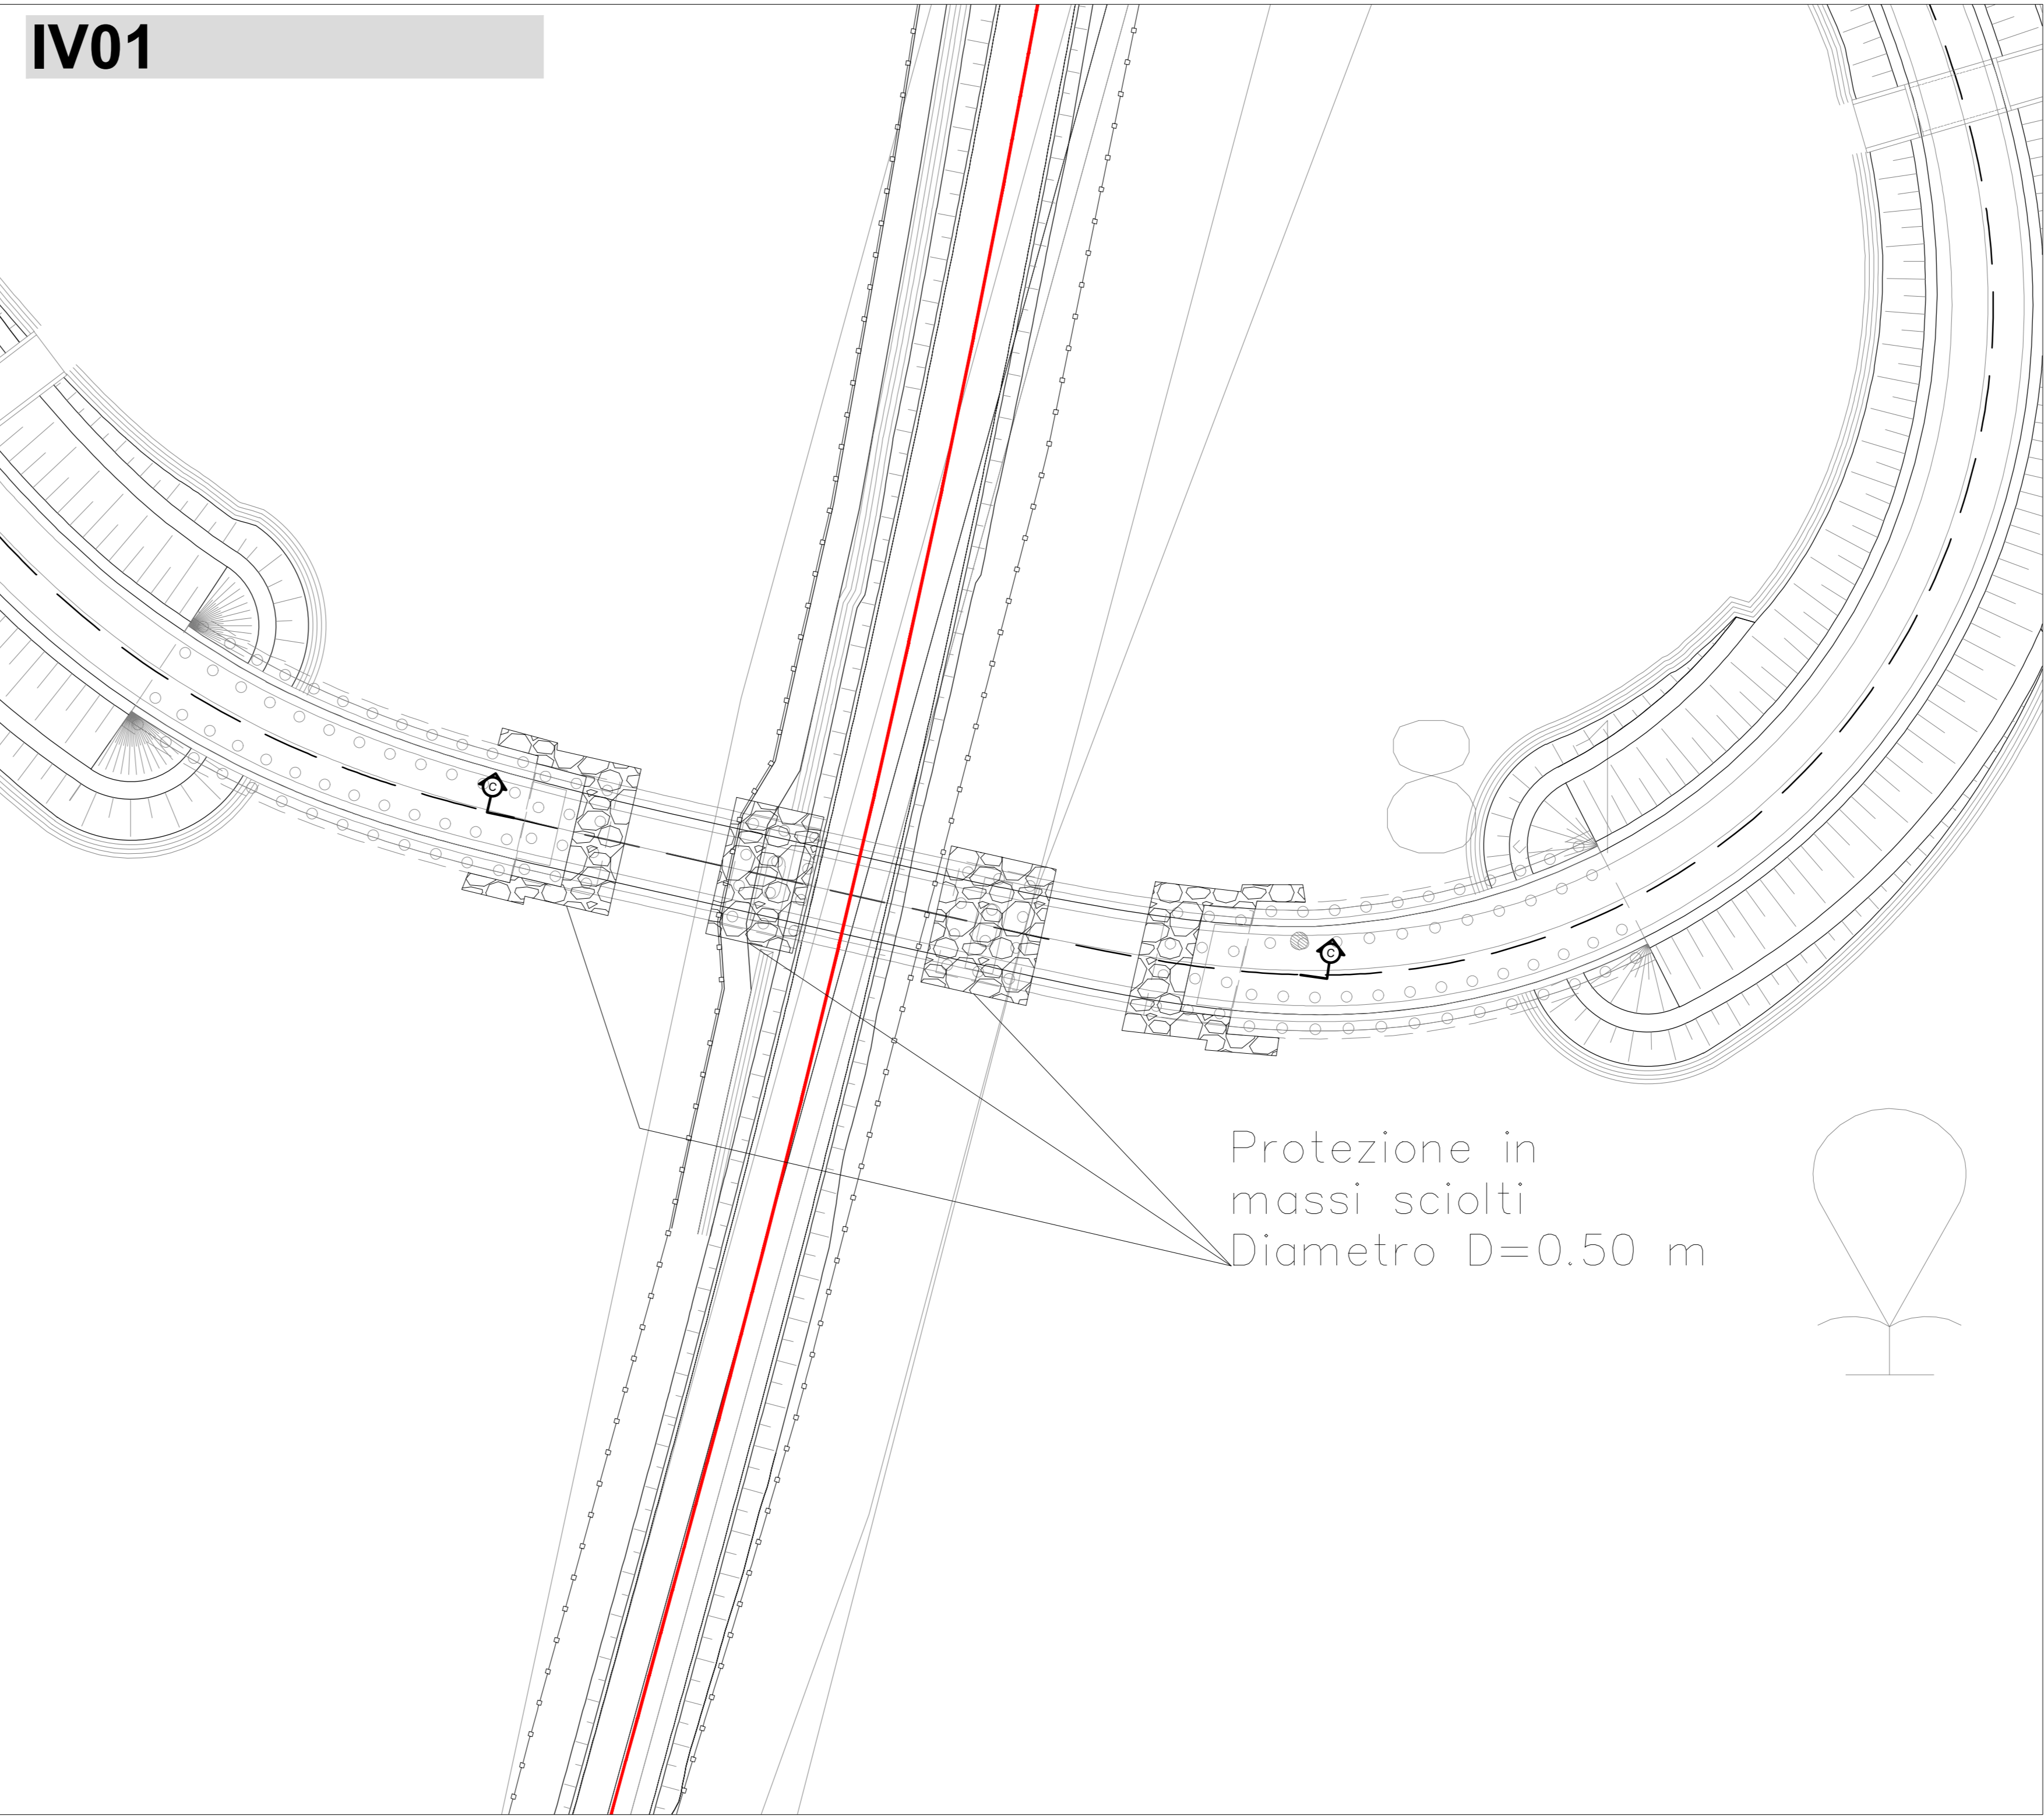 IV01
C
C
Protezione in
massi sciolti
Diametro D=0.50 m